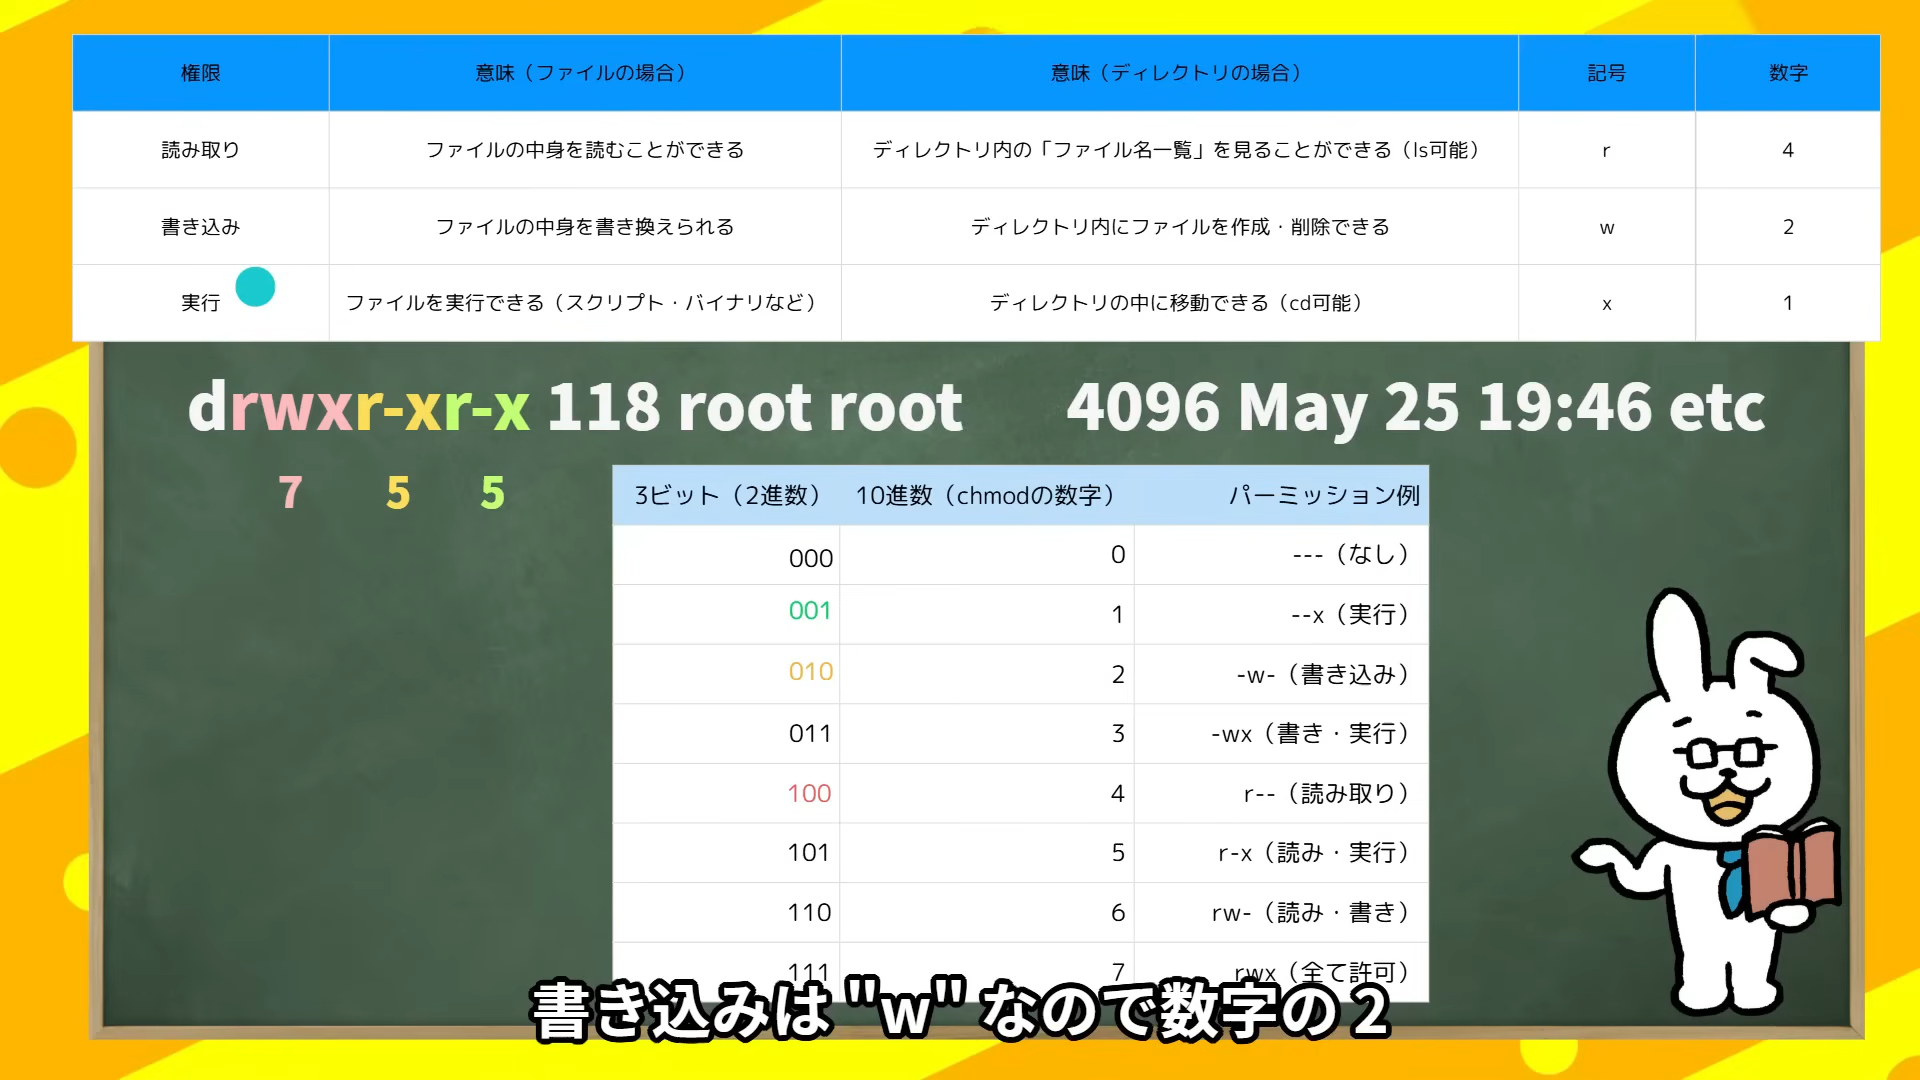 権限 意味（ファイルの場合） 意味（ディレクトリの場合） 記号 数字
読み取り ファイルの中身を読むことができる ディレクトリ内の「ファイル名一覧」を見ることができる（ls可能） r 4
書き込み ファイルの中身を書き換えられる ディレクトリ内にファイルを作成・削除できる w 2
実行 ファイルを実行できる（スクリプト・バイナリなど） ディレクトリの中に移動できる（cd可能） x 1
drwxr-xr-x 118 root root 4096 May 25 19:46 etc
7 5 5
3ビット（2進数） 10進数（chmodの数字） パーミッション例
000 0 ---（なし）
001 1 --x（実行）
010 2 -w-（書き込み）
011 3 -wx（書き・実行）
100 4 r--（読み取り）
101 5 r-x（読み・実行）
110 6 rw-（読み・書き）
111 7 rwx（全て許可）
書き込みは "w" なので数字の 2